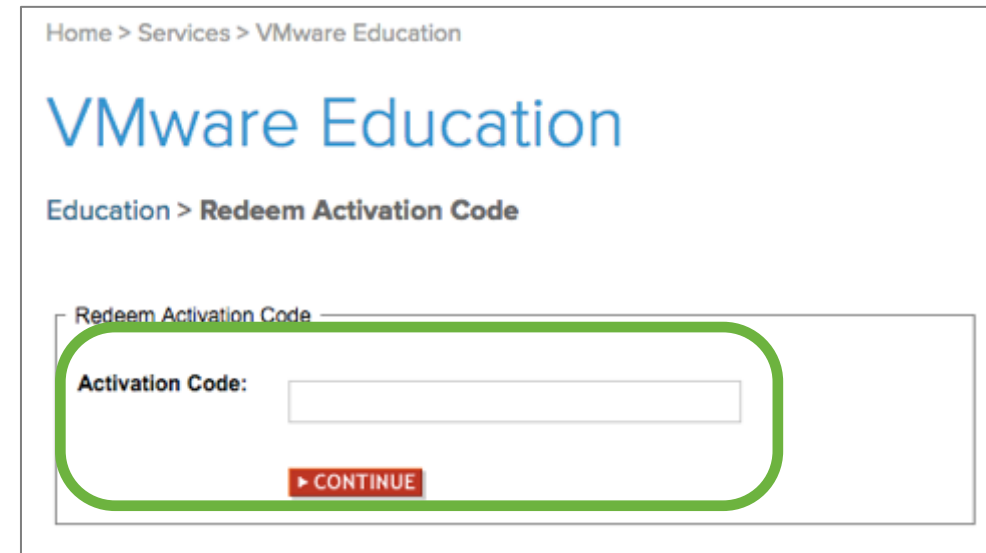 Home > Services > VMware Education
VMware Education
Education > Redeem Activation Code
Redeem Activation Code
Activation Code:
CONTINUE